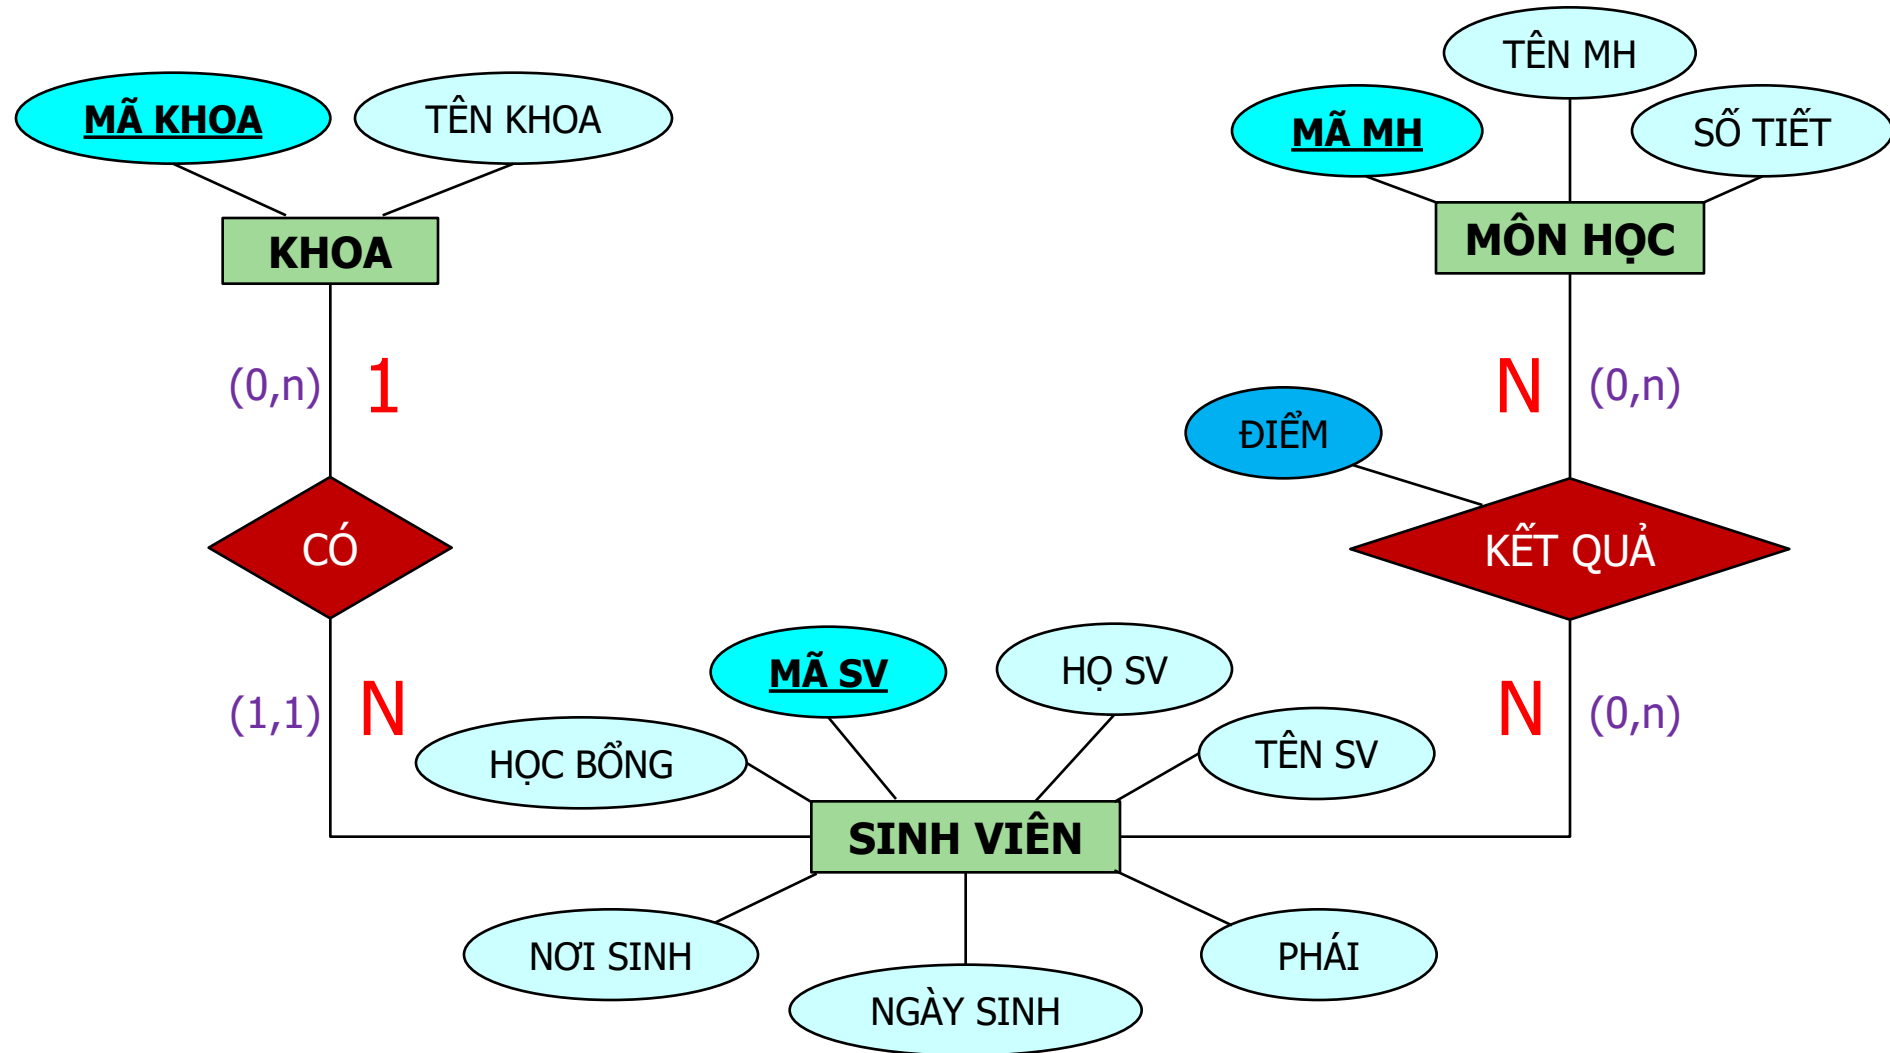 TÊN MH
MÃ KHOA
TÊN KHOA
MÃ MH
SỐ TIẾT
KHOA
MÔN HỌC
(0,n)
1
N
(0,n)
ĐIỂM
CÓ
KẾT QUẢ
MÃ SV
HỌ SV
(1,1)
N
N
(0,n)
HỌC BỔNG
TÊN SV
SINH VIÊN
NƠI SINH
PHÁI
NGÀY SINH